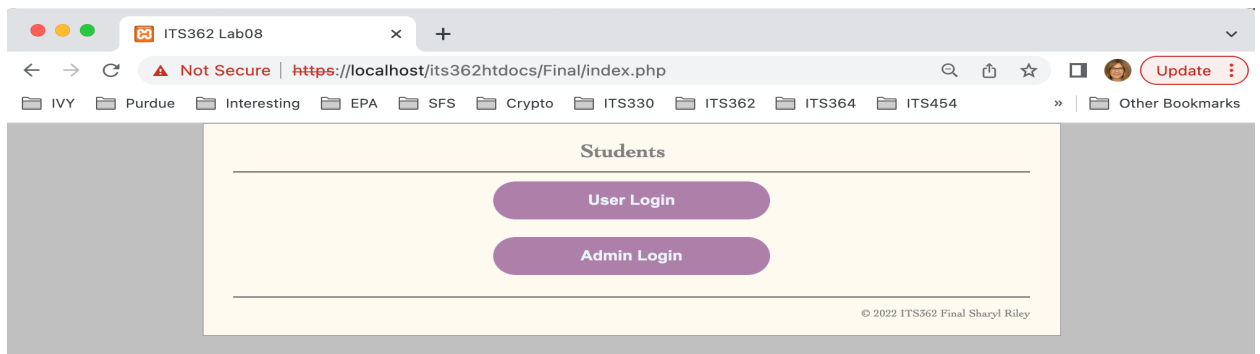 ITS362 Lab08
Not Secure | https://localhost/its362htdocs/Final/index.php Update
IVY Purdue Interesting EPA SFS Crypto ITS330 ITS362 ITS364 ITS454 » Other Bookmarks
Students
User Login
Admin Login
© 2022 ITS362 Final Sharyl Riley